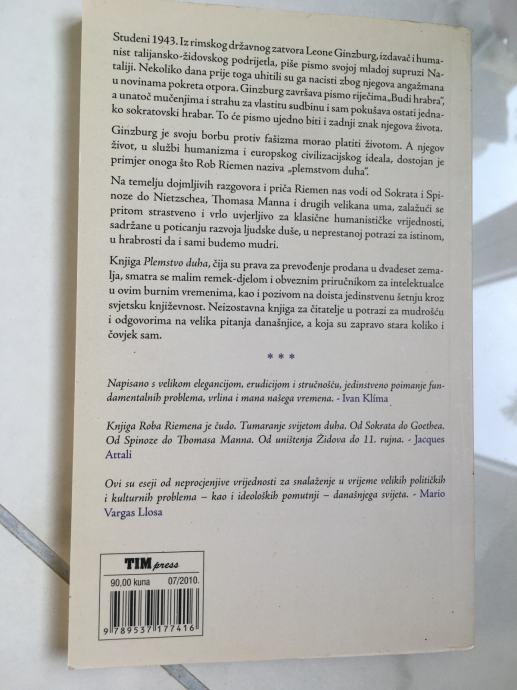 Studeni 1943. Iz rimskog državnog zatvora Leone Ginzburg, izdavač i huma-
nist talijansko-židovskog podrijetla, piše pismo svojoj mladoj supruzi Na-
taliji. Nekoliko dana prije toga uhitili su ga nacisti zbog njegova angažmana
u novinama pokreta otpora. Ginzburg završava pismo riječima „Budi hrabra“,
a unatoč mučenjima i strahu za vlastitu sudbinu i sam pokušava ostati jedna-
ko sokratovski hrabar. To će pismo ujedno biti i zadnji znak njegova života.
Ginzburg je svoju borbu protiv fašizma morao platiti životom. A njegov
život, u službi humanizma i europskog civilizacijskog ideala, dostojan je
primjer onoga što Rob Riemen naziva „plemstvom duha“.
Na temelju dojmljivih razgovora i priča Riemen nas vodi od Sokrata i Spi-
noze do Nietzschea, Thomasa Manna i drugih velikana uma, zalažući se
pritom strastveno i vrlo uvjerljivo za klasične humanističke vrijednosti,
sadržane u poticanju razvoja ljudske duše, u neprestanoj potrazi za istinom,
u hrabrosti da i sami budemo mudri.
Knjiga Plemstvo duha, čija su prava za prevođenje prodana u dvadeset zema-
lja, smatra se malim remek-djelom i obveznim priručnikom za intelektualce
u ovim burnim vremenima, kao i pozivom na doista jedinstvenu šetnju kroz
svjetsku književnost. Neizostavna knjiga za čitatelje u potrazi za mudrošću
i odgovorima na velika pitanja današnjice, a koja su zapravo stara koliko i
čovjek sam.
* * *
Napisano s velikom elegancijom, erudicijom i stručnošću, jedinstveno poimanje fun-
damentalnih problema, vrlina i mana našega vremena. - Ivan Klíma
Knjiga Roba Riemena je čudo. Tumaranje svijetom duha. Od Sokrata do Goethea.
Od Spinoze do Thomasa Manna. Od uništenja Židova do 11. rujna. - Jacques
Attali
Ovi su eseji od neprocjenjive vrijednosti za snalaženje u vrijeme velikih političkih
i kulturnih problema – kao i ideoloških pomutnji – današnjega svijeta. - Mario
Vargas Llosa
TIM press
90,00 kuna 07/2010.
9 789537 177416